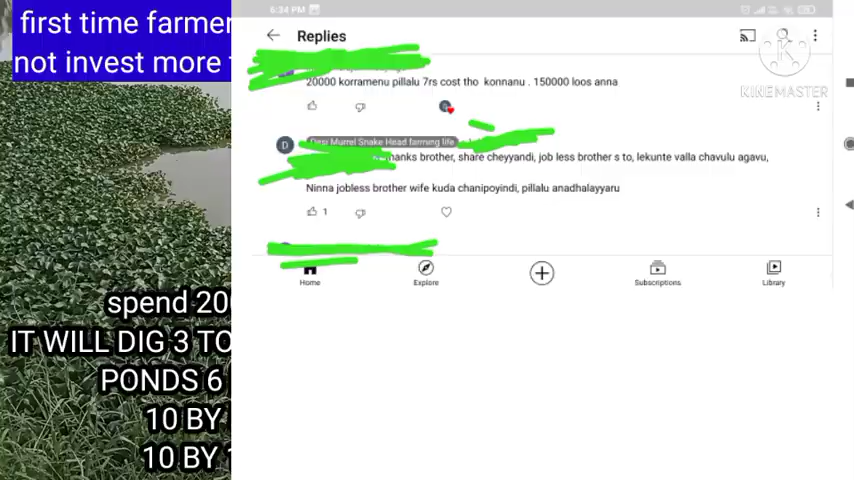 first time farmer
not invest more
spend 20
IT WILL DIG 3 TO
PONDS 6
10 BY
10 BY 1
6:34 PM
Replies
KINEMASTER
20000 korramenu pillalu 7rs cost tho konnanu . 150000 loos anna
D
Desi Murrel Snake Head farming life
thanks brother, share cheyyandi, job less brother s to, lekunte valla chavulu agavu,
Ninna jobless brother wife kuda chanipoyindi, pillalu anadhalayyaru
1
Home
Explore
Subscriptions
Library